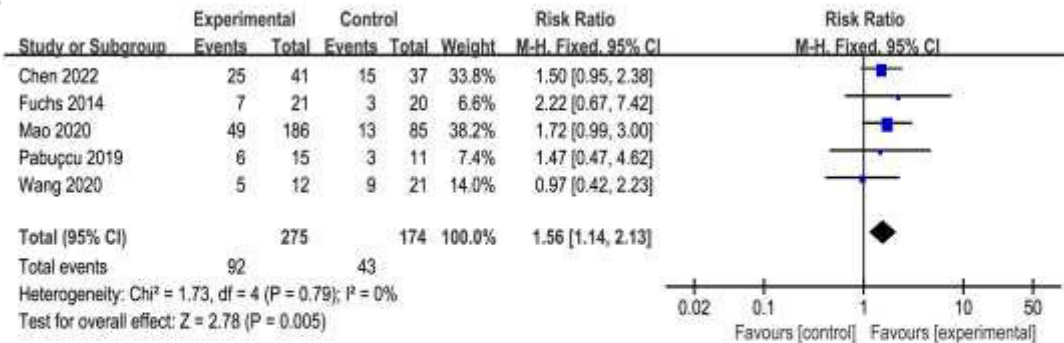 Experimental Control Risk Ratio Risk Ratio
Study or Subgroup Events Total Events Total Weight M-H, Fixed, 95% CI M-H, Fixed, 95% CI
Chen 2022 25 41 15 37 33.8% 1.50 [0.95, 2.38]
Fuchs 2014 7 21 3 20 6.6% 2.22 [0.67, 7.42]
Mao 2020 49 186 13 85 38.2% 1.72 [0.99, 3.00]
Pabuçcu 2019 6 15 3 11 7.4% 1.47 [0.47, 4.62]
Wang 2020 5 12 9 21 14.0% 0.97 [0.42, 2.23]
Total (95% CI) 275 174 100.0% 1.56 [1.14, 2.13]
Total events 92 43
Heterogeneity: Chi² = 1.73, df = 4 (P = 0.79); I² = 0%
Test for overall effect: Z = 2.78 (P = 0.005)
0.02 0.1 1 10 50
Favours [control] Favours [experimental]